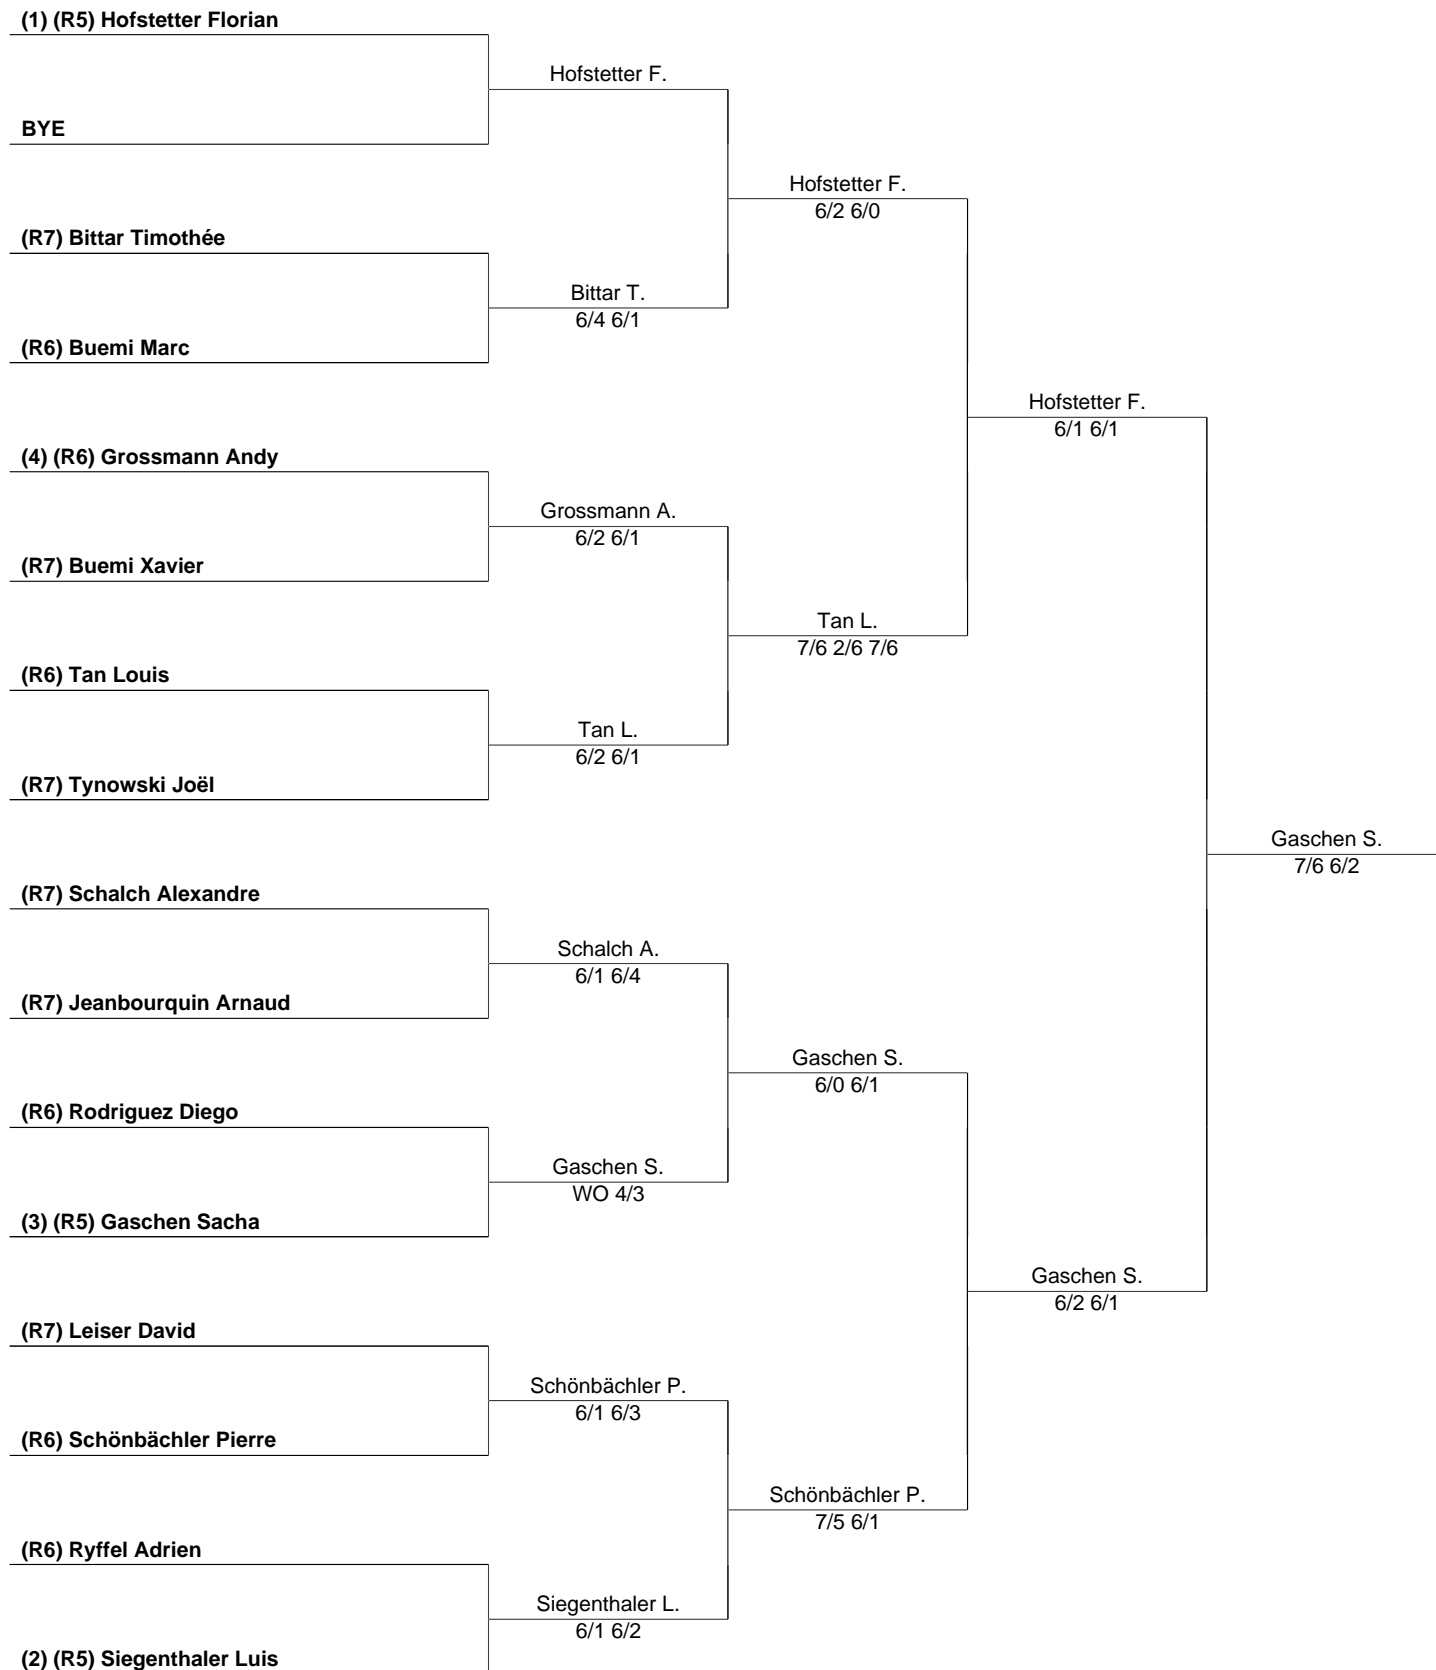 (1) (R5) Hofstetter Florian
Hofstetter F.
BYE
Hofstetter F.
6/2 6/0
(R7) Bittar Timothée
Bittar T.
6/4 6/1
(R6) Buemi Marc
Hofstetter F.
6/1 6/1
(4) (R6) Grossmann Andy
Grossmann A.
6/2 6/1
(R7) Buemi Xavier
Tan L.
7/6 2/6 7/6
(R6) Tan Louis
Tan L.
6/2 6/1
(R7) Tynowski Joël
Gaschen S.
7/6 6/2
(R7) Schalch Alexandre
Schalch A.
6/1 6/4
(R7) Jeanbourquin Arnaud
Gaschen S.
6/0 6/1
(R6) Rodriguez Diego
Gaschen S.
WO 4/3
(3) (R5) Gaschen Sacha
Gaschen S.
6/2 6/1
(R7) Leiser David
Schönbächler P.
6/1 6/3
(R6) Schönbächler Pierre
Schönbächler P.
7/5 6/1
(R6) Ryffel Adrien
Siegenthaler L.
6/1 6/2
(2) (R5) Siegenthaler Luis